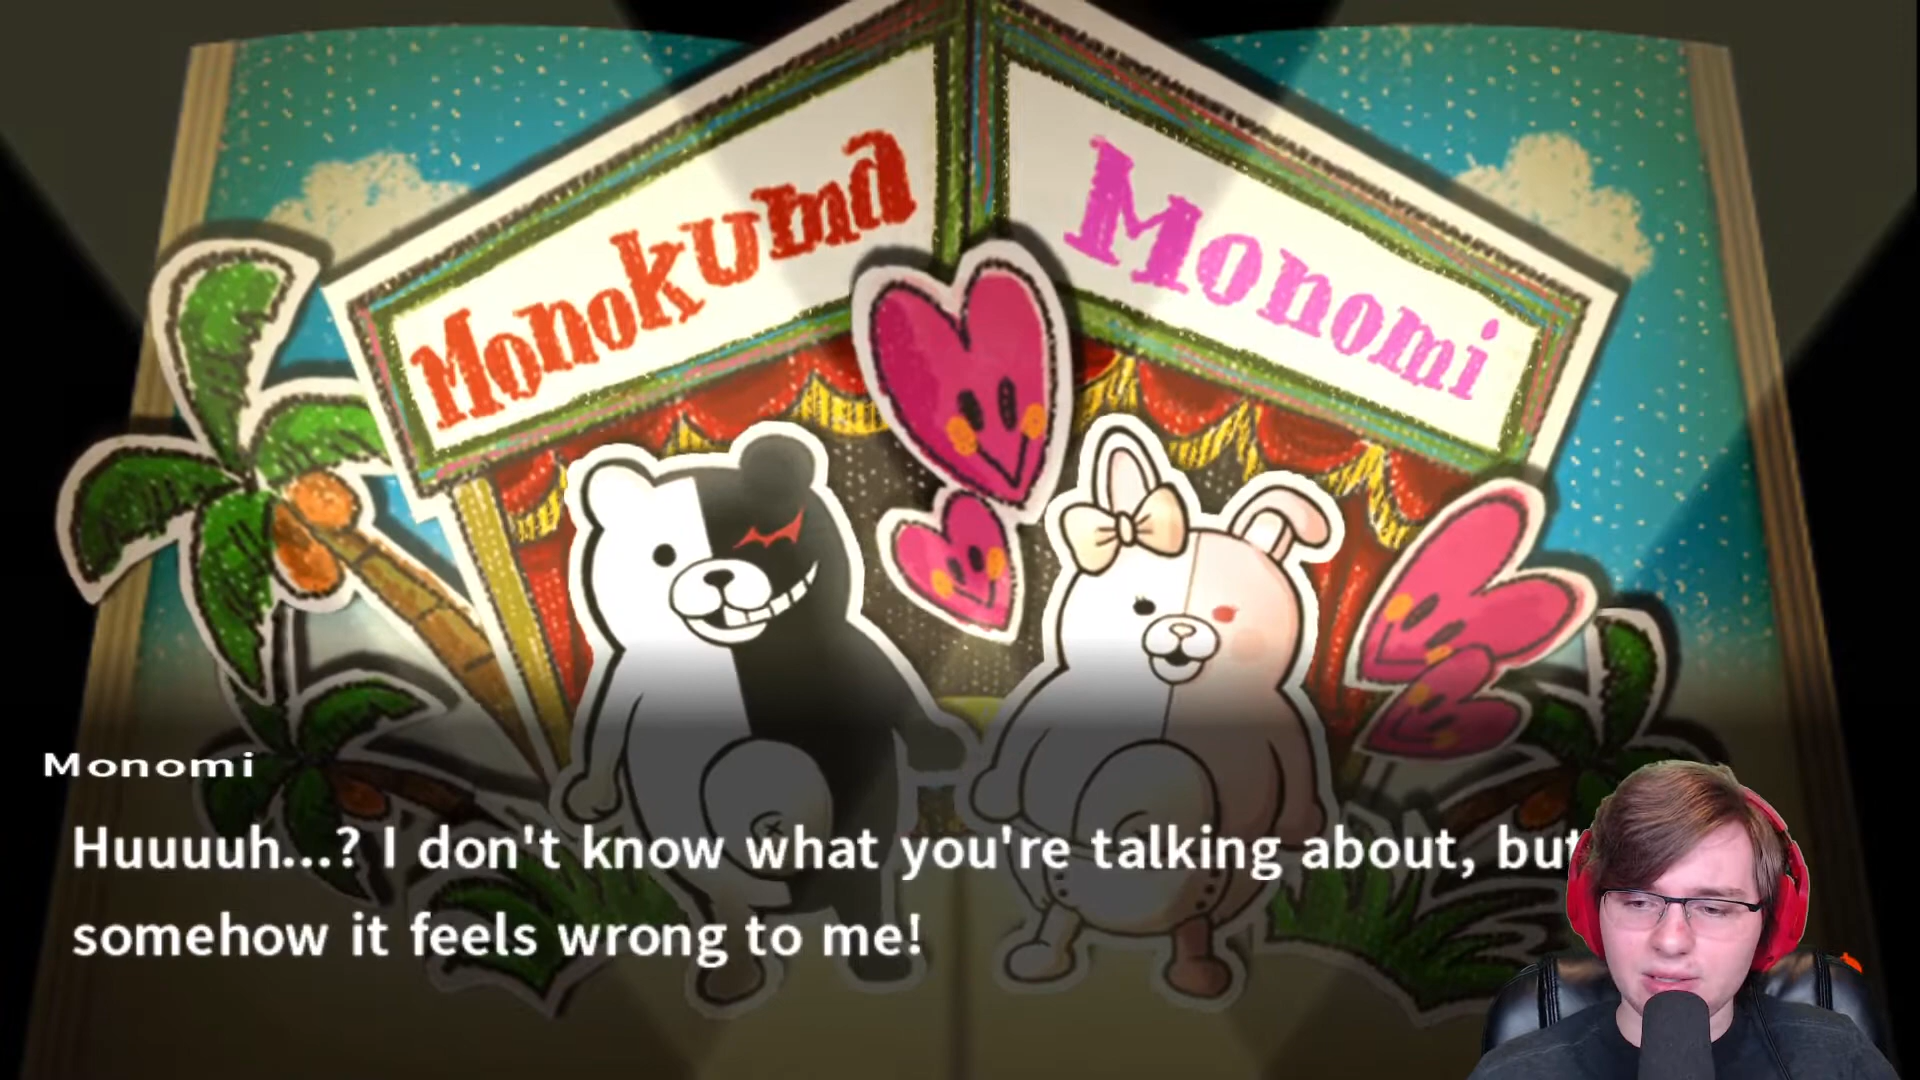 Monokuma
Monomi
Monomi
Huuuuh...? I don't know what you're talking about, but
somehow it feels wrong to me!